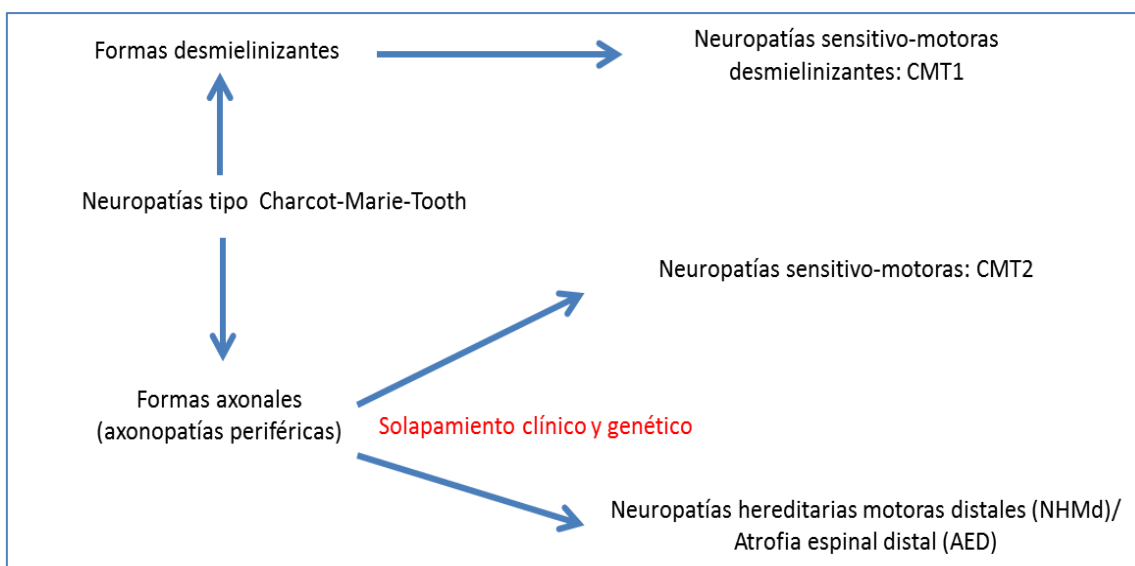 Formas desmielinizantes
Neuropatías sensitivo-motoras
desmielinizantes: CMT1
Neuropatías tipo Charcot-Marie-Tooth
Neuropatías sensitivo-motoras: CMT2
Formas axonales
(axonopatías periféricas)
Solapamiento clínico y genético
Neuropatías hereditarias motoras distales (NHMd)/
Atrofia espinal distal (AED)